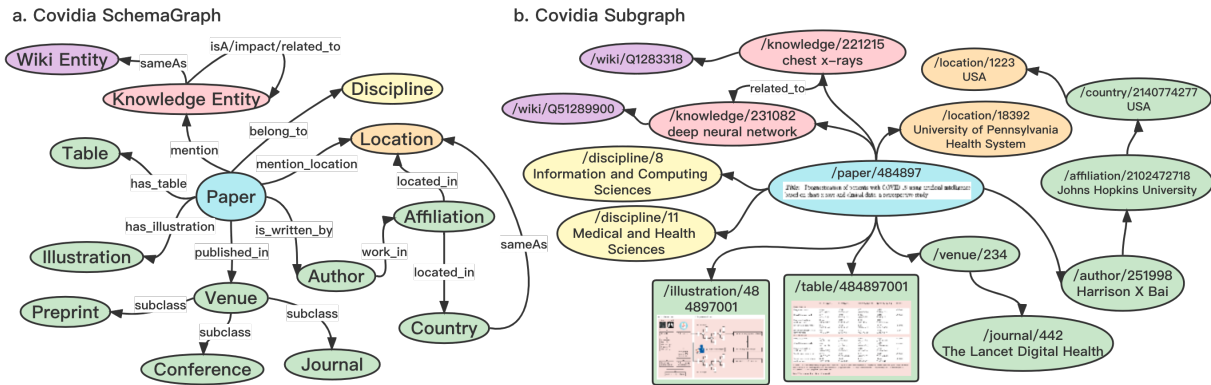 a. Covidia SchemaGraph
Wiki Entity
sameAs
isA/impact/related_to
Knowledge Entity
Discipline
mention
belong_to
mention_location
Location
Table
has_table
Paper
has_illustration
Illustration
is_written_by
published_in
Author
work_in
Affiliation
located_in
located_in
sameAs
Country
Venue
subclass
Preprint
subclass
Conference
subclass
Journal
b. Covidia Subgraph
/wiki/Q1283318
/knowledge/221215
chest x-rays
related_to
/wiki/Q51289900
/knowledge/231082
deep neural network
/location/1223
USA
/country/2140774277
USA
/location/18392
University of Pennsylvania
Health System
/discipline/8
Information and Computing
Sciences
/paper/484897
/affiliation/2102472718
Johns Hopkins University
/discipline/11
Medical and Health
Sciences
/venue/234
/author/251998
Harrison X Bai
/illustration/48
4897001
/table/484897001
/journal/442
The Lancet Digital Health